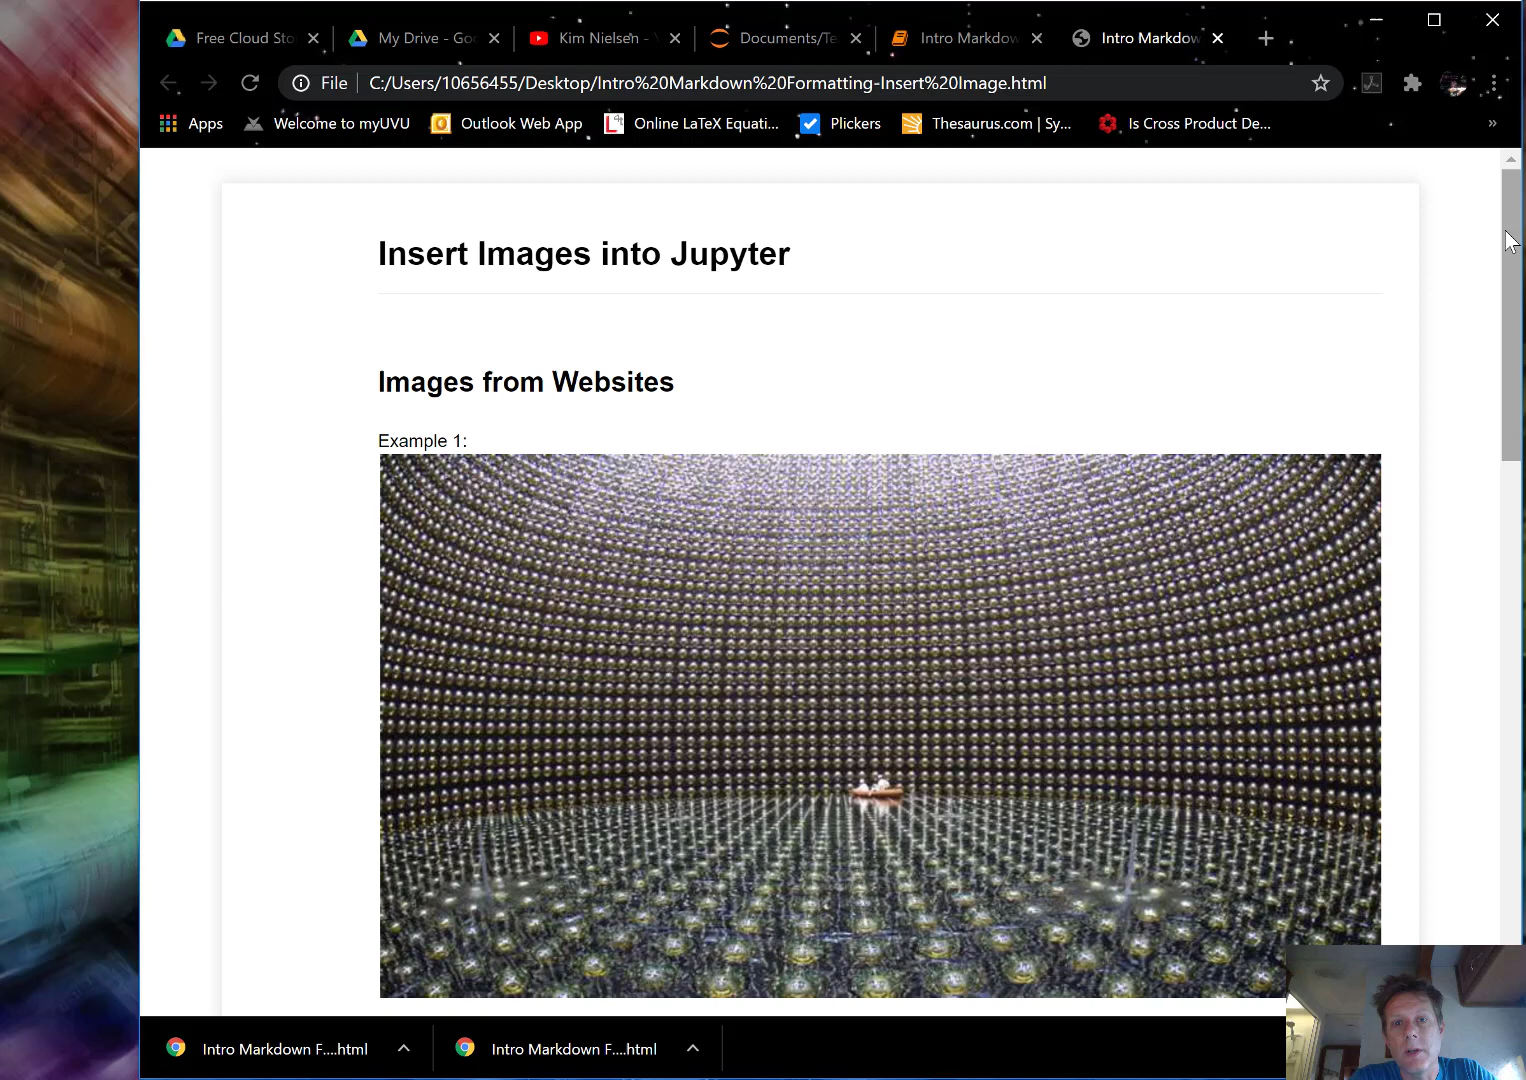 Free Cloud Sto
My Drive - Goo
Kim Nielsen -
Documents/Te
Intro Markdow
Intro Markdow
File
C:/Users/10656455/Desktop/Intro%20Markdown%20Formatting-Insert%20Image.html
Apps
Welcome to myUVU
Outlook Web App
Online LaTeX Equati...
Plickers
Thesaurus.com | Sy...
Is Cross Product De...
»
Insert Images into Jupyter
Images from Websites
Example 1:
Intro Markdown F....html
Intro Markdown F....html